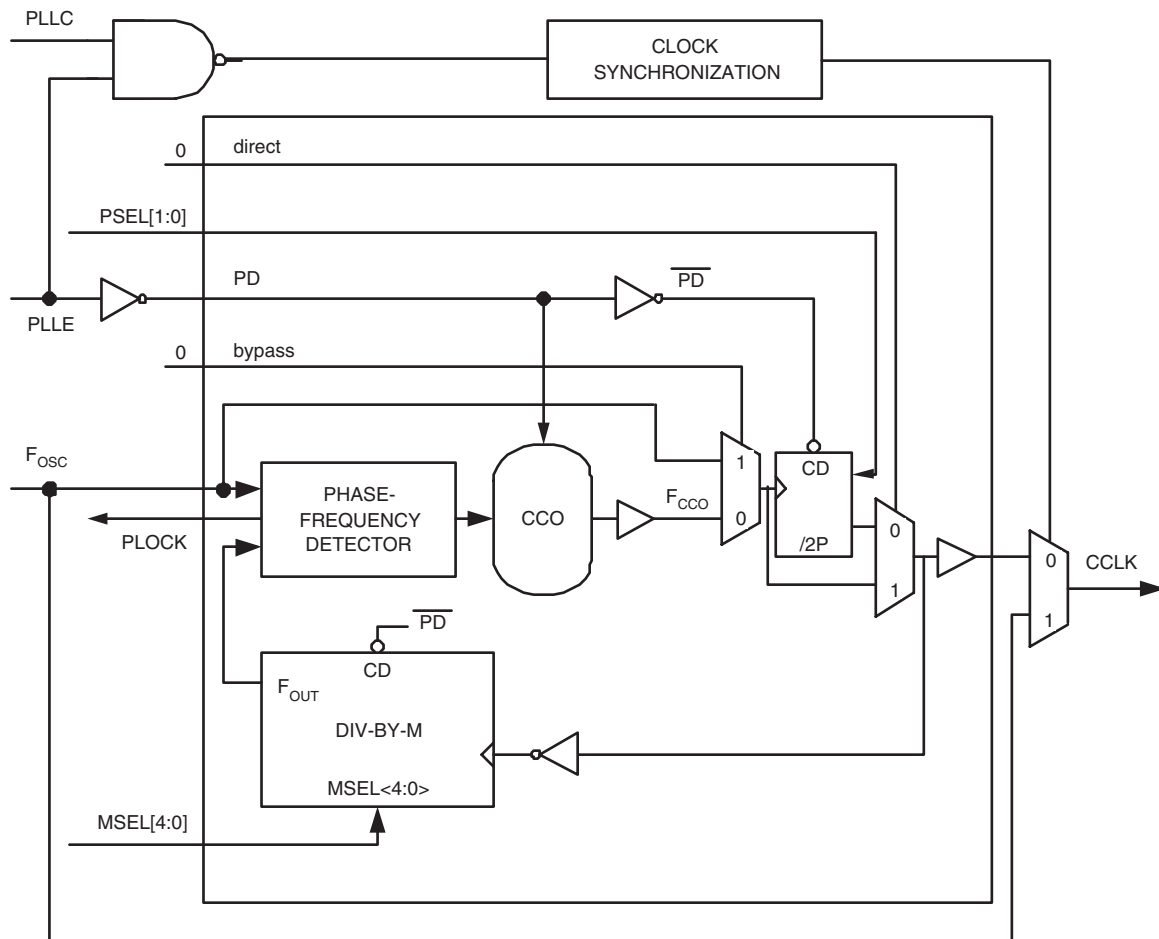 PLLC
CLOCK
SYNCHRONIZATION
0 direct
PSEL[1:0]
PD
PD
PLLE
0 bypass
FOSC
1
CD
PHASE-
FREQUENCY
DETECTOR
CCO
FCCO
0
0
PLOCK
/2P
0
CCLK
1
1
PD
CD
FOUT
DIV-BY-M
MSEL<4:0>
MSEL[4:0]